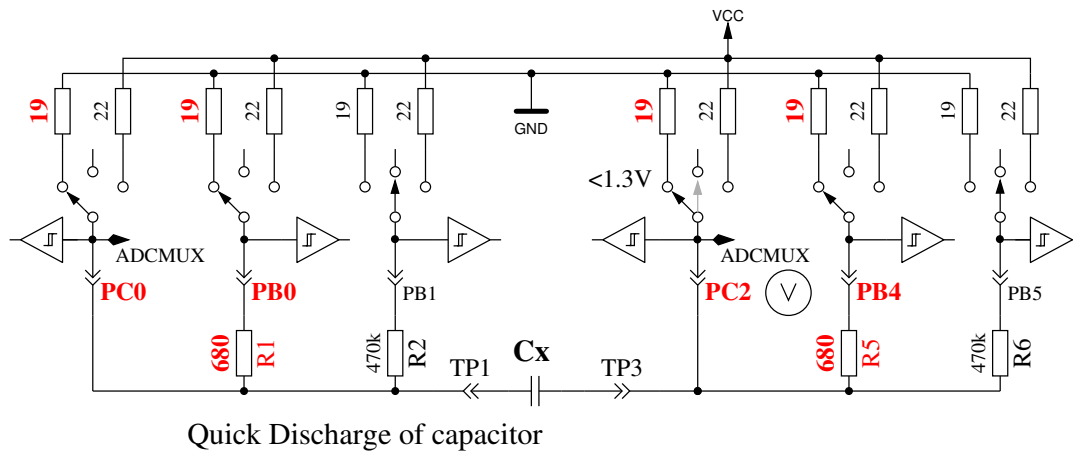 VCC
19
22
19
22
19
22
GND
19
22
19
22
19
22
<1.3V
ADCMUX
ADCMUX
PC0
PB0
PB1
PC2
V
PB4
PB5
680
R1
470k
R2
TP1
Cx
TP3
680
R5
470k
R6
Quick Discharge of capacitor